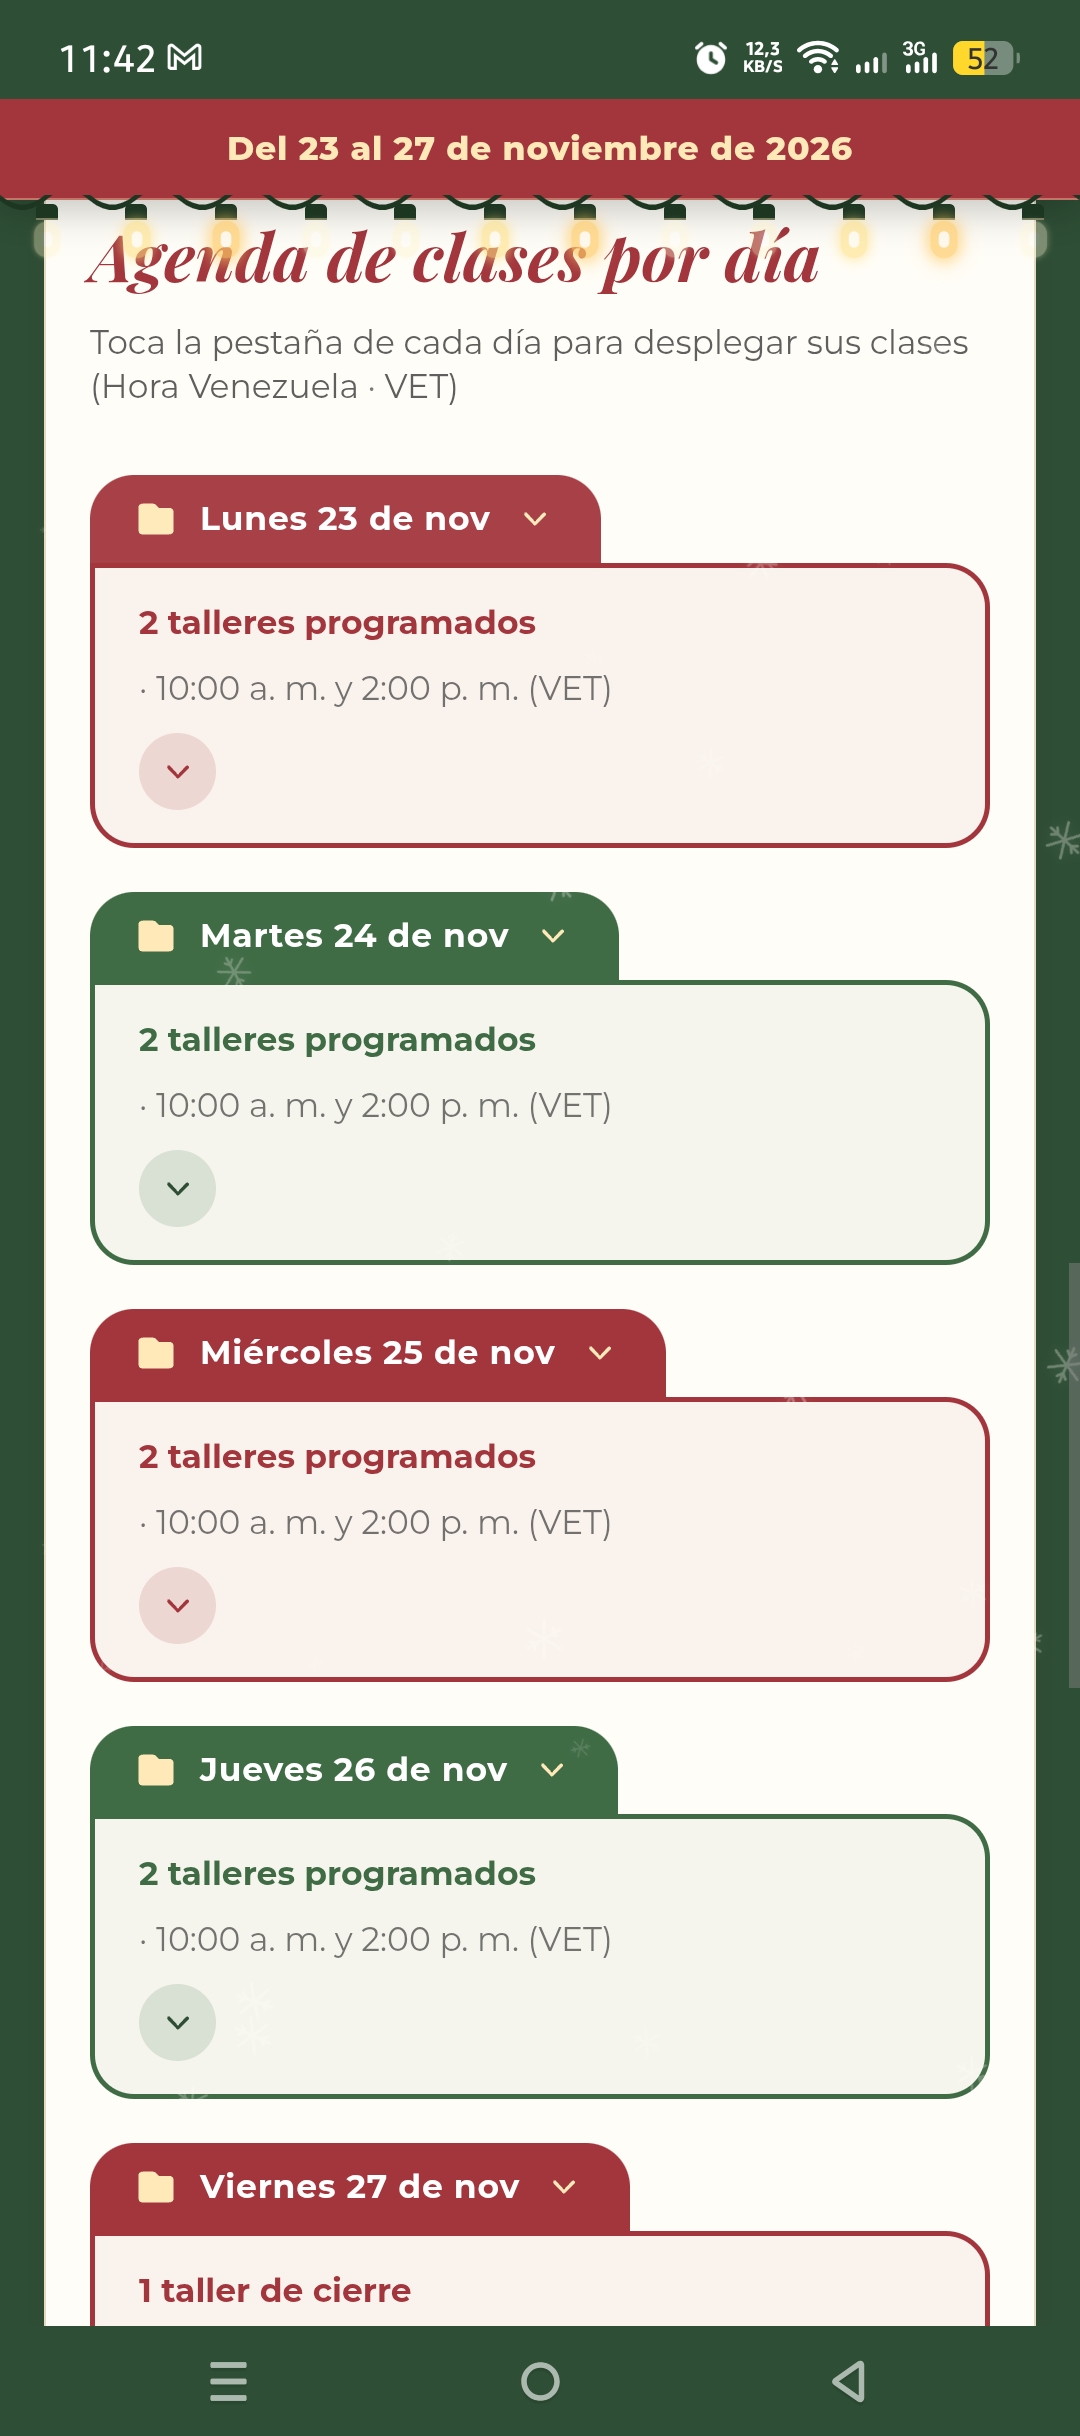 11:42
12,3
KB/S
3G
52
Del 23 al 27 de noviembre de 2026
Agenda de clases por día
Toca la pestaña de cada día para desplegar sus clases
(Hora Venezuela · VET)
Lunes 23 de nov
2 talleres programados
· 10:00 a. m. y 2:00 p. m. (VET)
Martes 24 de nov
2 talleres programados
· 10:00 a. m. y 2:00 p. m. (VET)
Miércoles 25 de nov
2 talleres programados
· 10:00 a. m. y 2:00 p. m. (VET)
Jueves 26 de nov
2 talleres programados
· 10:00 a. m. y 2:00 p. m. (VET)
Viernes 27 de nov
1 taller de cierre